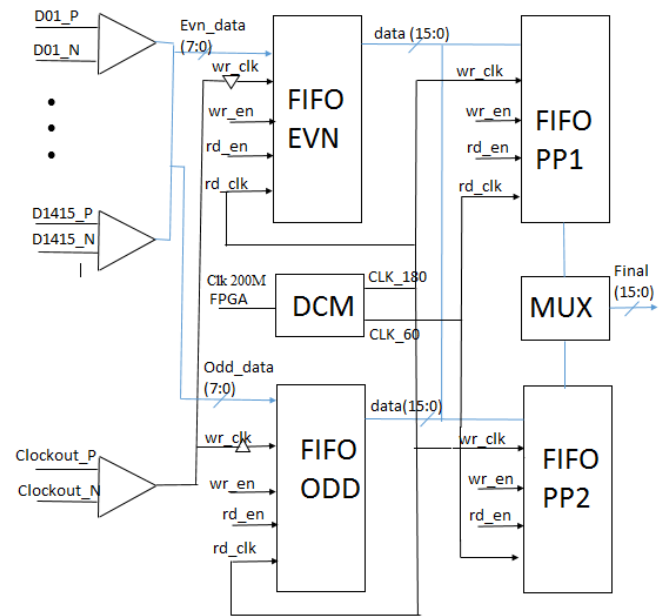 D01_P
D01_N
D1415_P
D1415_N
Clockout_P
Clockout_N
Evn_data
(7:0)
wr_clk
wr_en
rd_en
rd_clk
FIFO
EVN
data (15:0)
wr_clk
wr_en
rd_en
rd_clk
FIFO
PP1
Clk 200M
FPGA
DCM
CLK_180
CLK_60
MUX
Final
(15:0)
Odd_data
(7:0)
wr_clk
wr_en
rd_en
rd_clk
FIFO
ODD
data(15:0)
wr_clk
wr_en
rd_en
FIFO
PP2